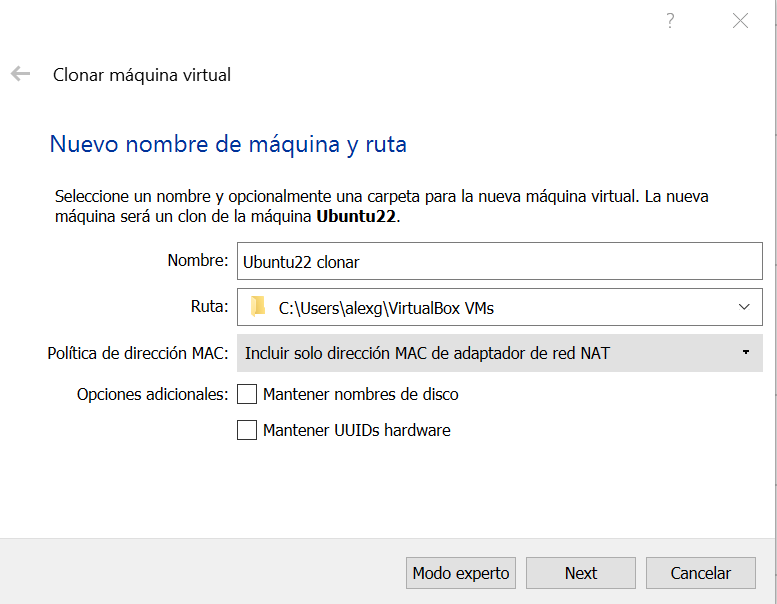 ?
Clonar máquina virtual
Nuevo nombre de máquina y ruta
Seleccione un nombre y opcionalmente una carpeta para la nueva máquina virtual. La nueva
máquina será un clon de la máquina Ubuntu22.
Nombre: Ubuntu22 clonar
Ruta: C:\Users\alexg\VirtualBox VMs
Política de dirección MAC: Incluir solo dirección MAC de adaptador de red NAT
Opciones adicionales: Mantener nombres de disco
Mantener UUIDs hardware
Modo experto Next Cancelar